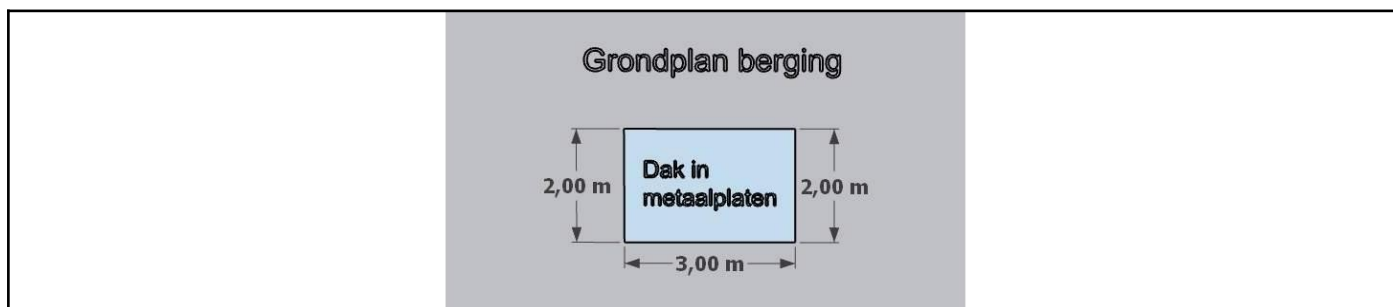 Grondplan berging
Dak in
metaalplaten
2,00 m
2,00 m
3,00 m